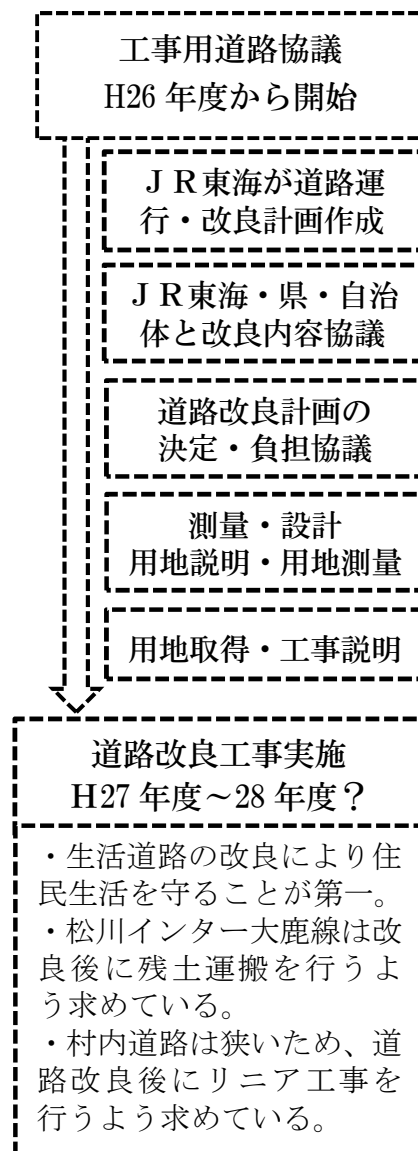 工事用道路協議
H26 年度から開始
ＪＲ東海が道路運
行・改良計画作成
ＪＲ東海・県・自治
体と改良内容協議
道路改良計画の
決定・負担協議
測量・設計
用地説明・用地測量
用地取得・工事説明
道路改良工事実施
H27 年度～28 年度？
・生活道路の改良により住
民生活を守ることが第一。
・松川インター大鹿線は改
良後に残土運搬を行うよ
う求めている。
・村内道路は狭いため、道
路改良後にリニア工事を
行うよう求めている。